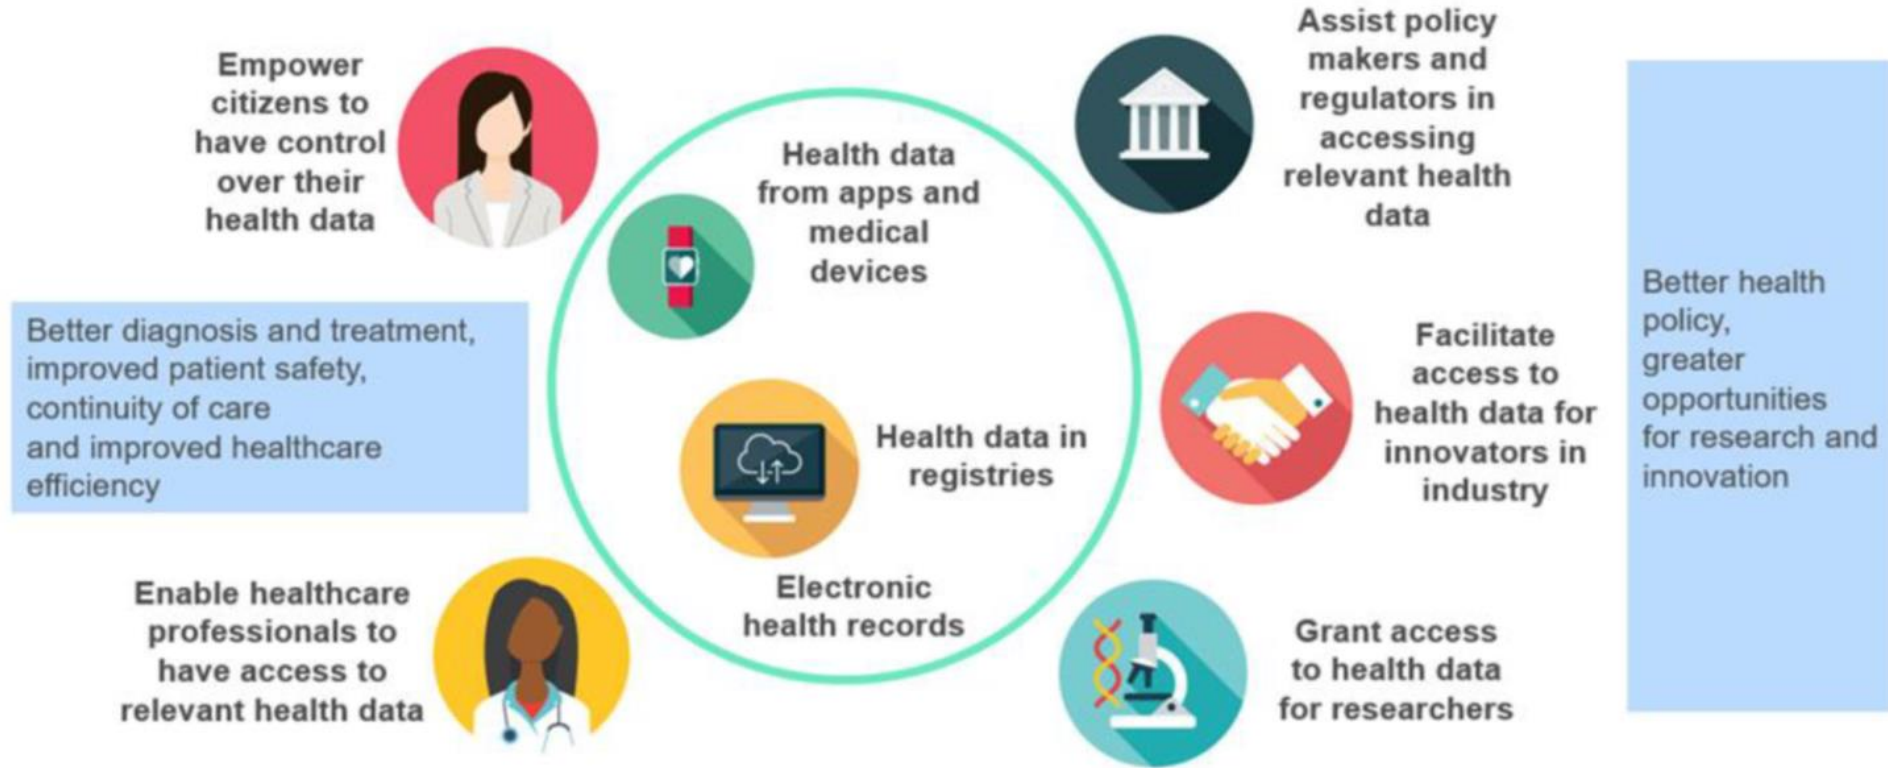 Empower
citizens to
have control
over their
health data
Better diagnosis and treatment,
improved patient safety,
continuity of care
and improved healthcare
efficiency
Enable healthcare
professionals to
have access to
relevant health data
Health data
from apps and
medical
devices
Health data in
registries
Electronic
health records
Assist policy
makers and
regulators in
accessing
relevant health
data
Facilitate
access to
health data for
innovators in
industry
Grant access
to health data
for researchers
Better health
policy,
greater
opportunities
for research and
innovation